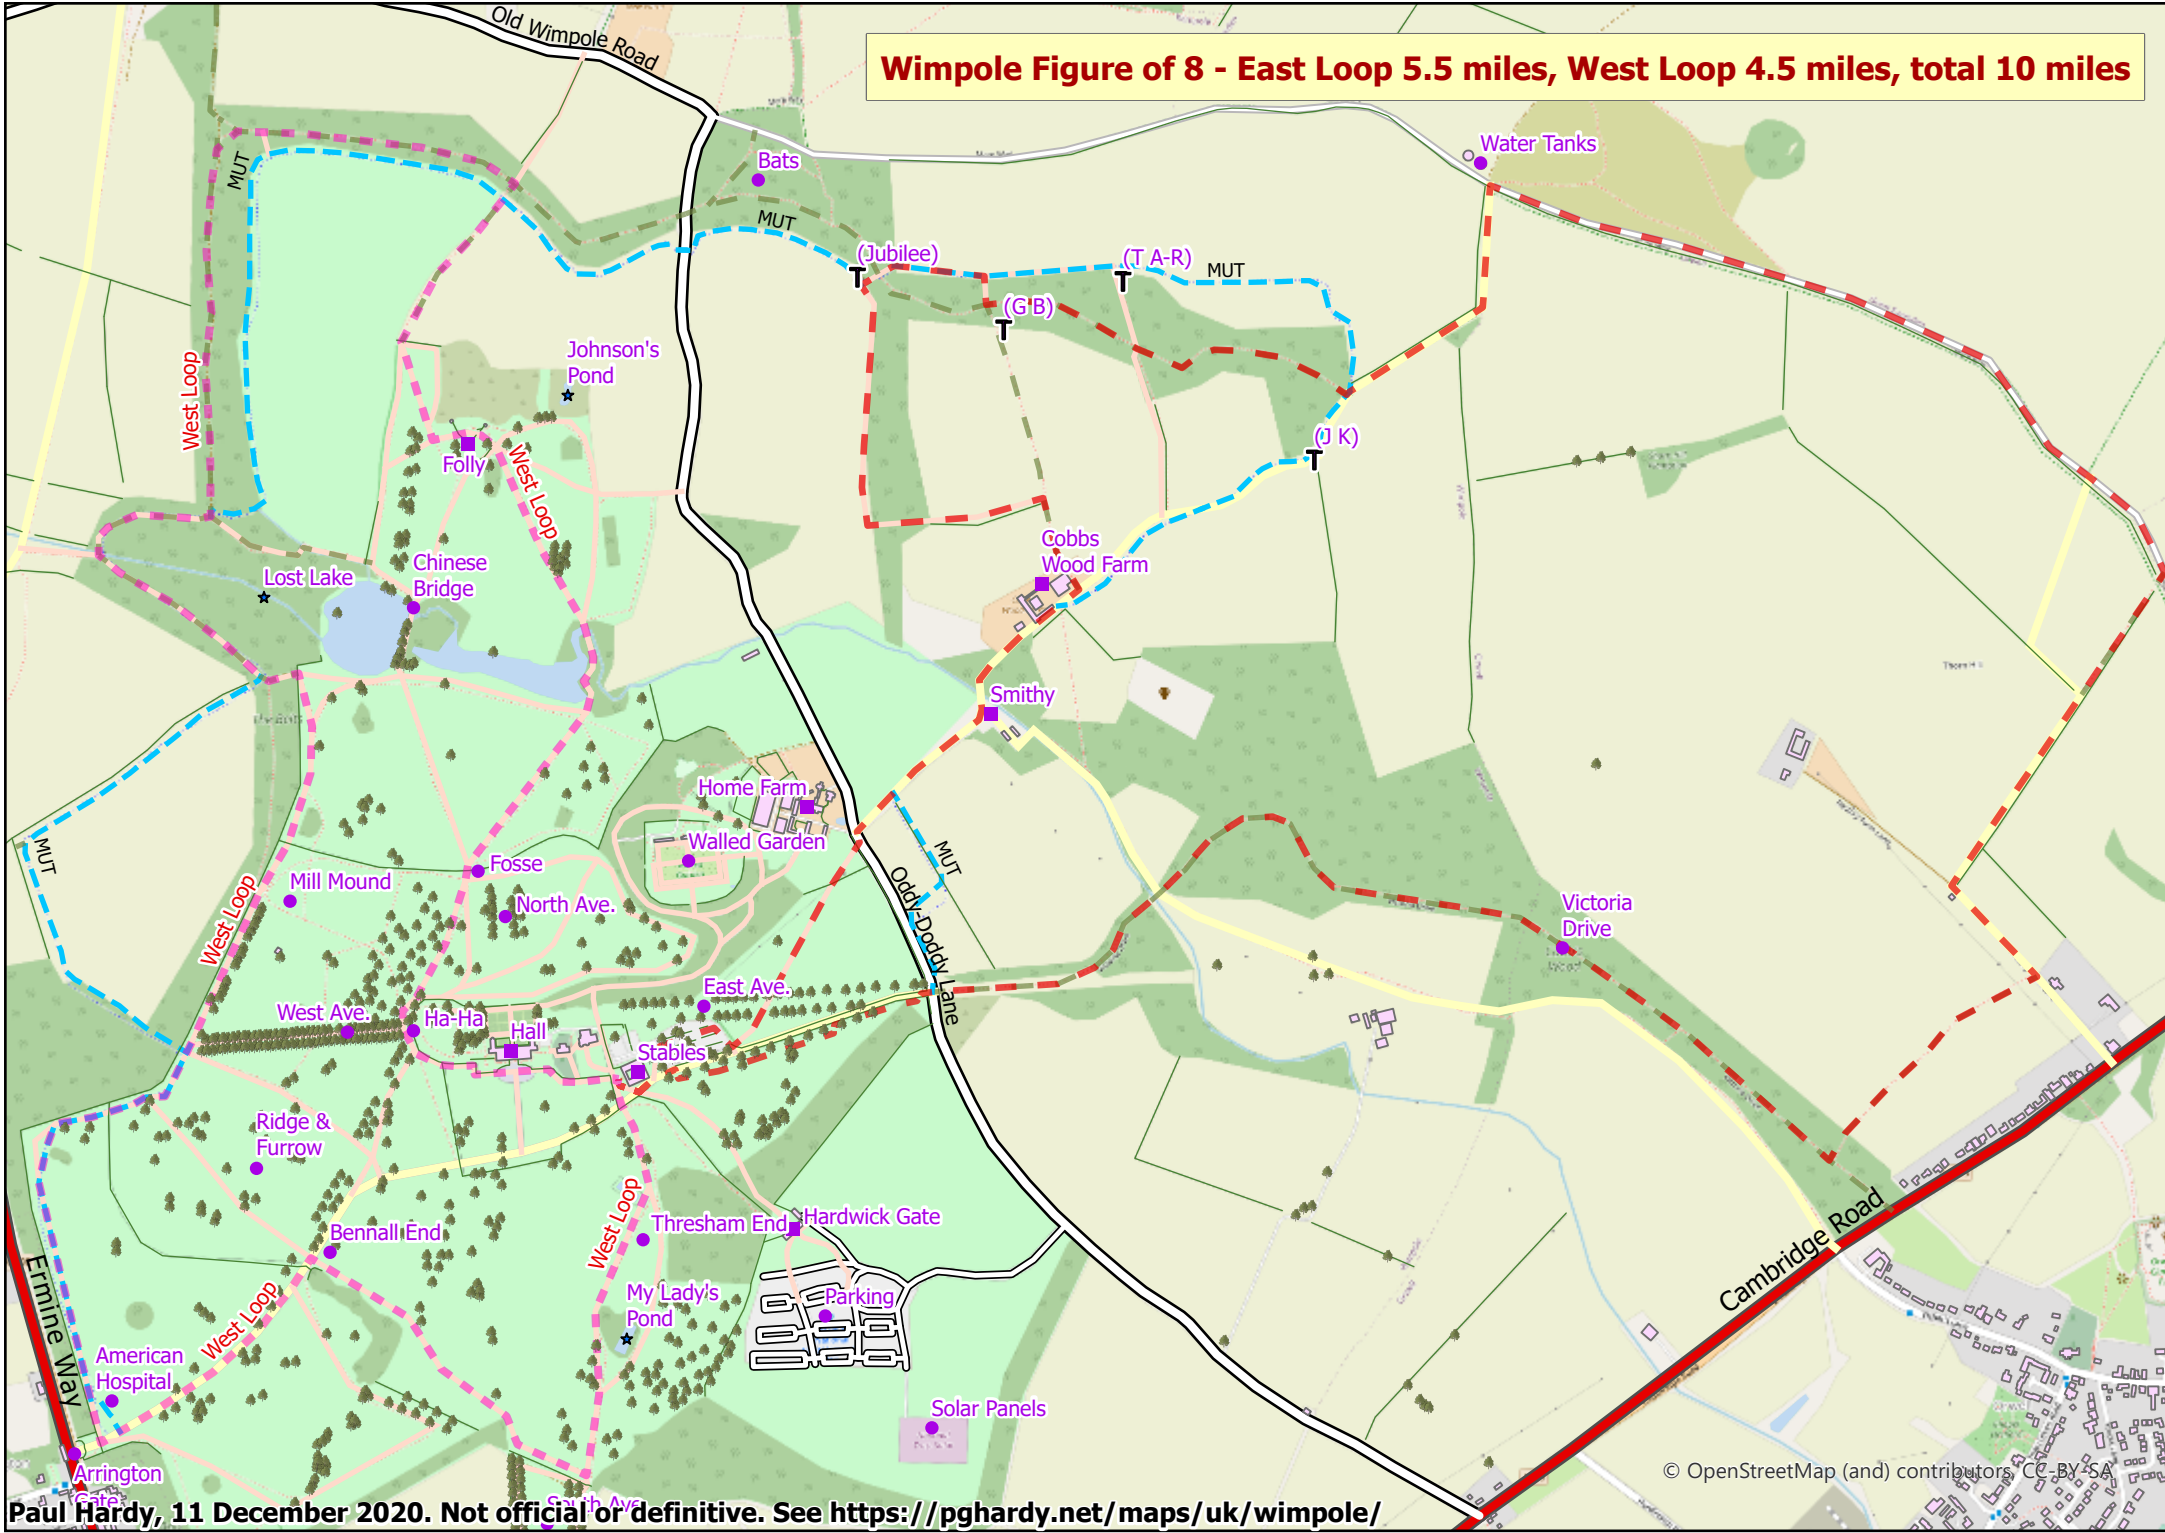 Old Wimpole Road
Wimpole Figure of 8 - East Loop 5.5 miles, West Loop 4.5 miles, total 10 miles
Water Tanks
Bats
MUT
MUT
(Jubilee)
(T A-R)
MUT
(G B)
Johnson's
Pond
West Loop
(J K)
Folly
West Loop
Cobbs
Wood Farm
Chinese
Bridge
Lost Lake
Smithy
Home Farm
Walled Garden
MUT
MUT
Fosse
Mill Mound
North Ave.
Oddy-Doddy Lane
Victoria
Drive
West Loop
East Ave.
West Ave.
Ha-Ha
Hall
Stables
Ridge &
Furrow
Thresham End
Hardwick Gate
Bennall End
West Loop
Cambridge Road
Ermine Way
West Loop
My Lady's
Pond
Parking
American
Hospital
Solar Panels
Arrington
Gate
South Ave.
© OpenStreetMap (and) contributors, CC-BY-SA
Paul Hardy, 11 December 2020. Not official or definitive. See https://pghardy.net/maps/uk/wimpole/